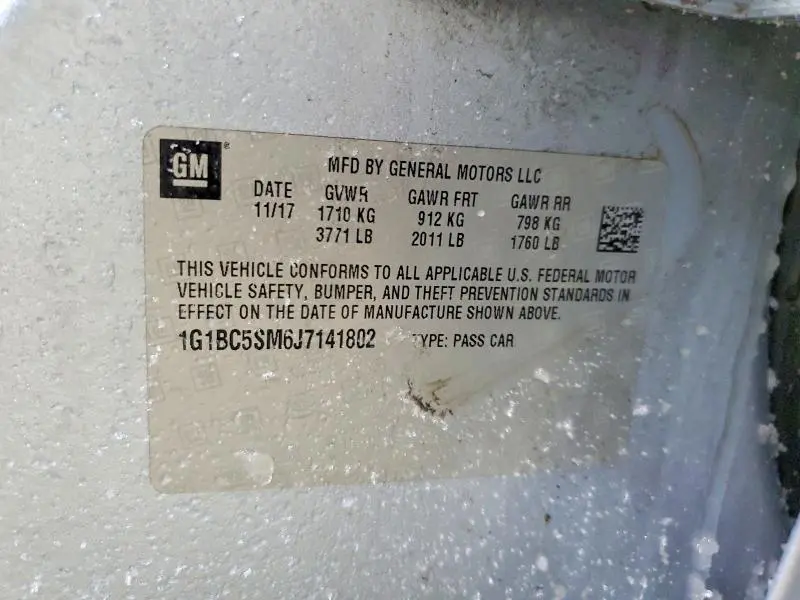 GM® MFD BY GENERAL MOTORS LLC
DATE GVWR GAWR FRT GAWR RR
11/17 1710 KG 912 KG 798 KG
3771 LB 2011 LB 1760 LB
THIS VEHICLE CONFORMS TO ALL APPLICABLE U.S. FEDERAL MOTOR
VEHICLE SAFETY, BUMPER, AND THEFT PREVENTION STANDARDS IN
EFFECT ON THE DATE OF MANUFACTURE SHOWN ABOVE.
1G1BC5SM6J7141802 TYPE: PASS CAR